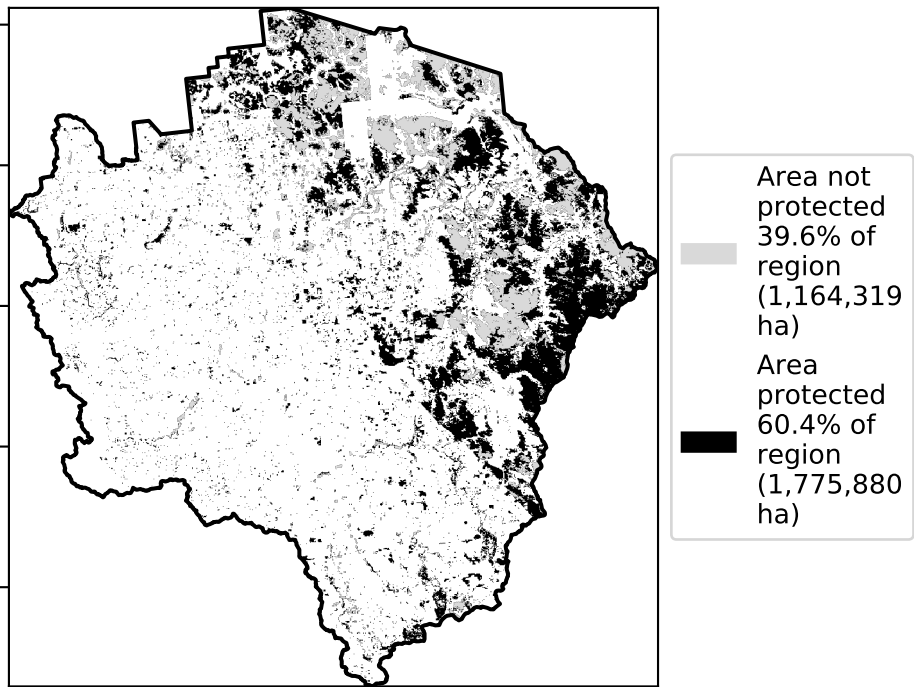 Area not
protected
39.6% of
region
(1,164,319
ha)
Area
protected
60.4% of
region
(1,775,880
ha)